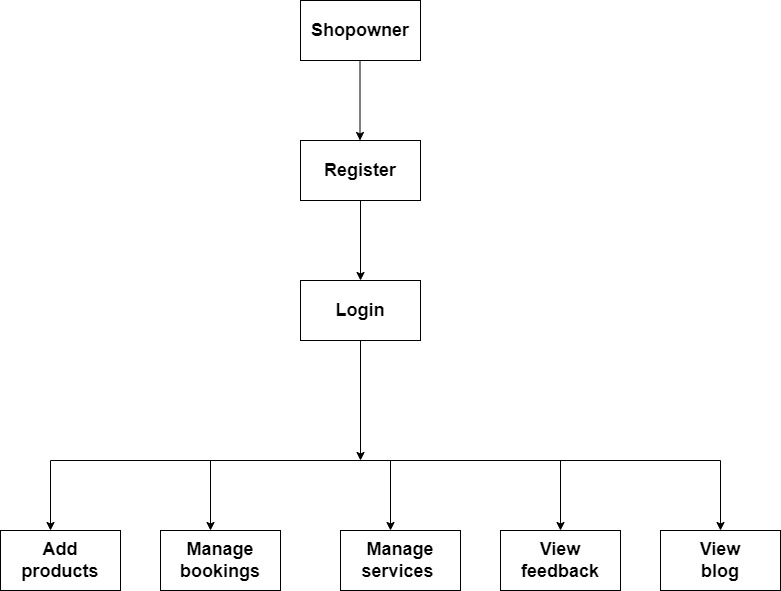 Shopowner
Register
Login
Add
products
Manage
bookings
Manage
services
View
feedback
View
blog